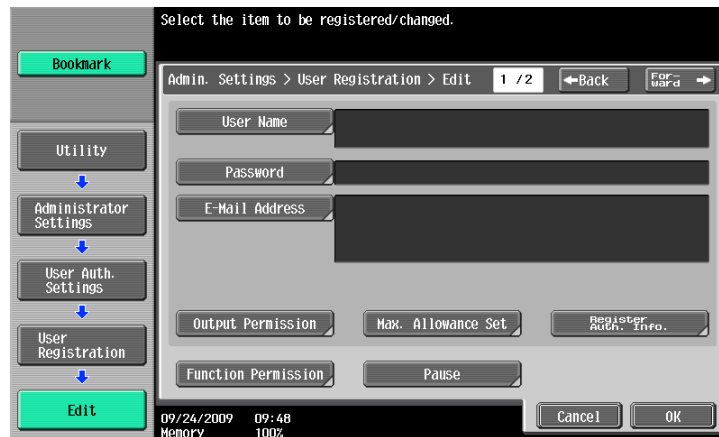 Select the item to be registered/changed.
Bookmark
Admin. Settings > User Registration > Edit 1 /2 ←Back For-
ward →
User Name
Utility
Password
Administrator
Settings
E-Mail Address
User Auth.
Settings
Output Permission Max. Allowance Set Register
Auth. Info.
User
Registration
Function Permission Pause
Edit
09/24/2009 09:48
Memory 100%
Cancel OK